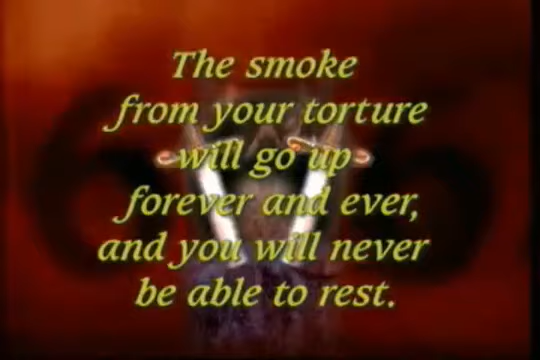 The smoke
from your torture
will go up
forever and ever,
and you will never
be able to rest.